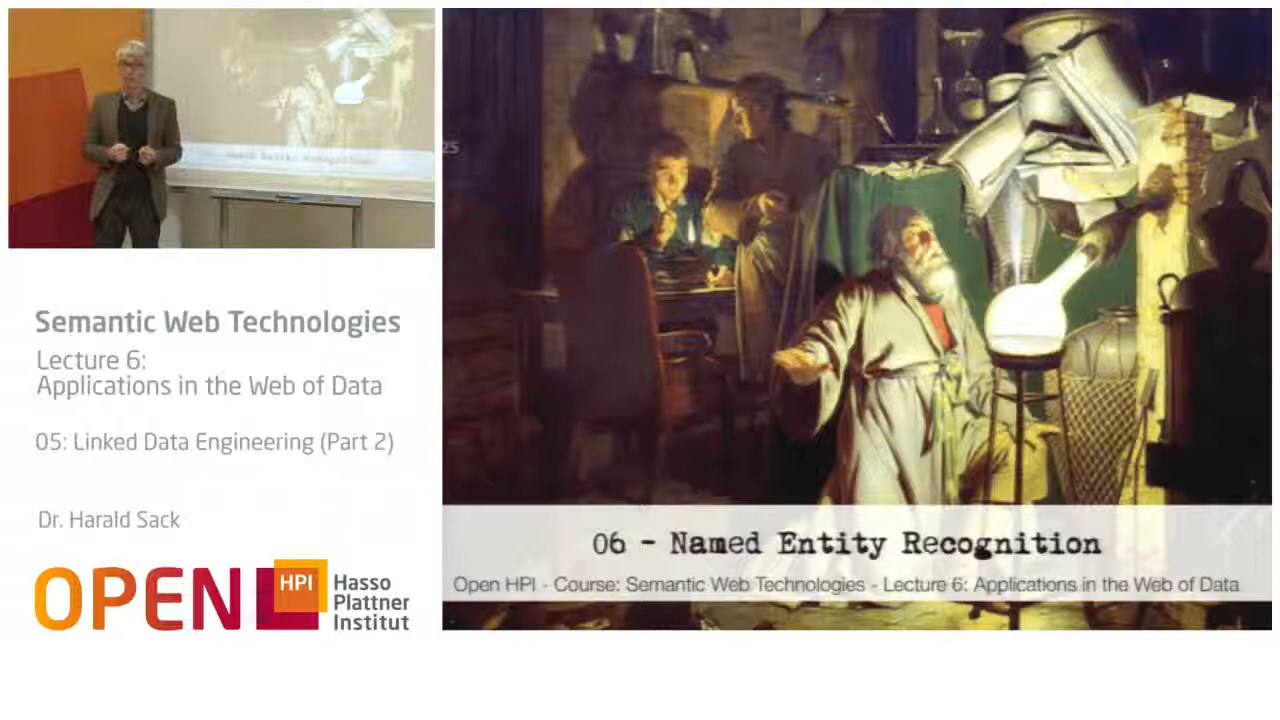 Semantic Web Technologies
Lecture 6:
Applications in the Web of Data
05: Linked Data Engineering (Part 2)
Dr. Harald Sack
OPEN HPI
Hasso
Plattner
Institut
25
06 - Named Entity Recognition
Open HPI - Course: Semantic Web Technologies - Lecture 6: Applications in the Web of Data